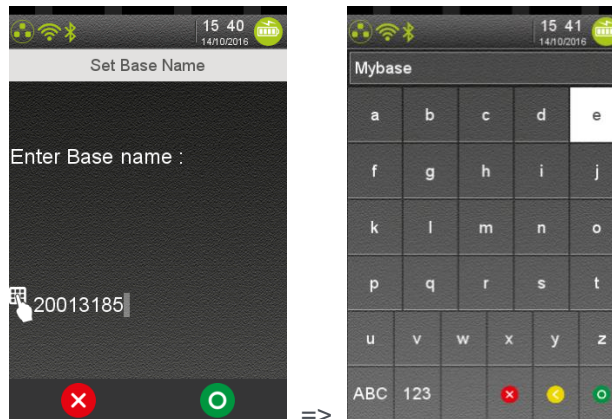 15 40
14/10/2016
Set Base Name
Enter Base name :
20013185
=>
15 41
14/10/2016
Mybase
a b c d e
f g h i j
k l m n o
p q r s t
u v w x y z
ABC 123